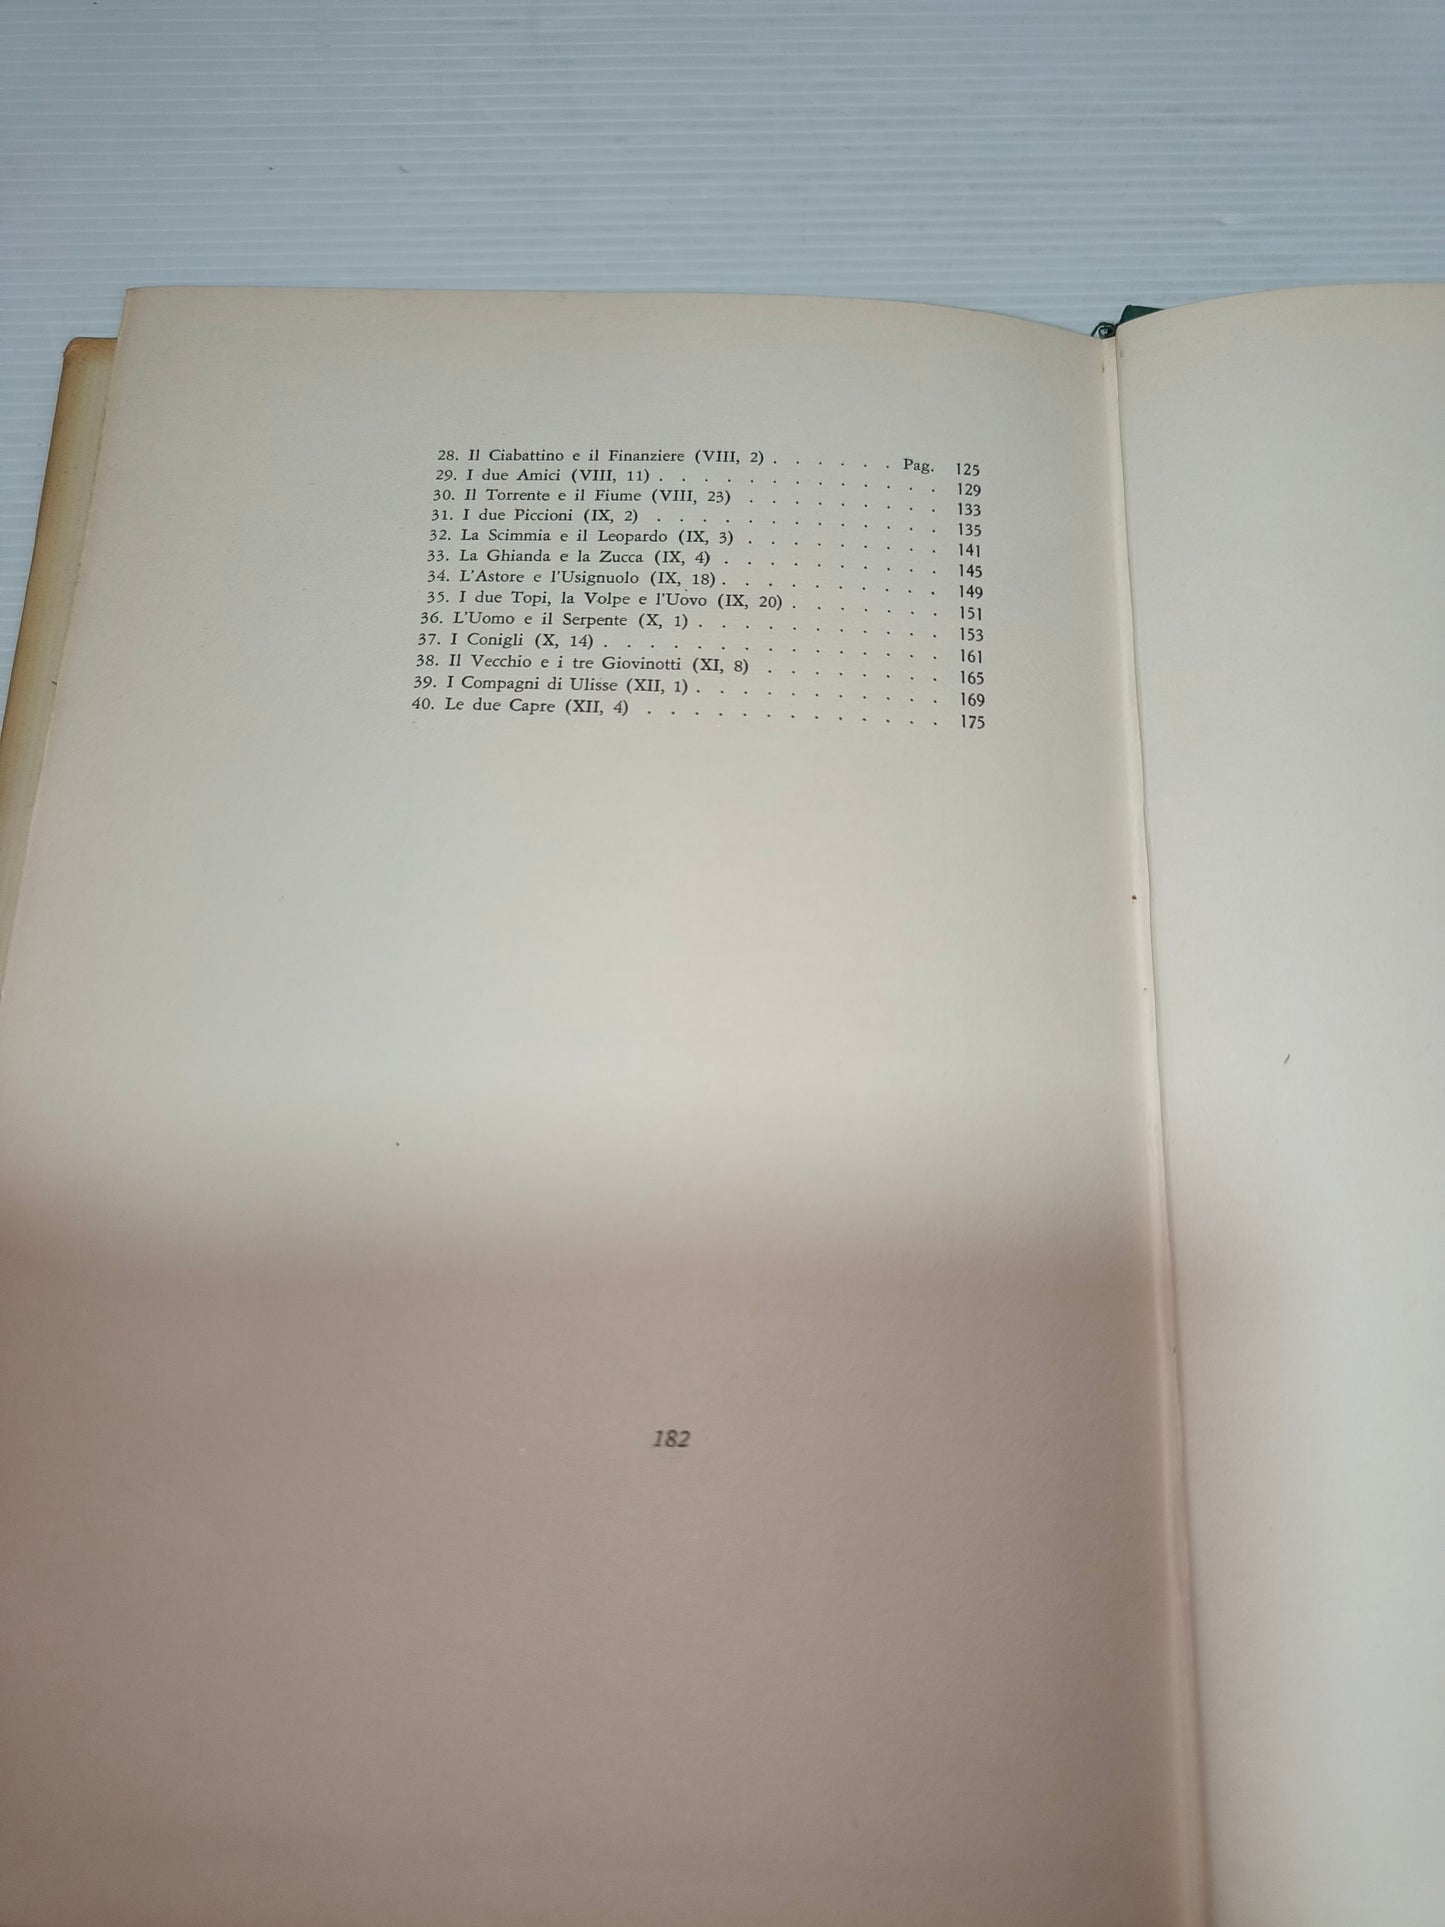 28. Il Ciabattino e il Finanziere (VIII, 2) . . . . . . Pag. 125
29. I due Amici (VIII, 11) . . . . . . . . . . . . . 129
30. Il Torrente e il Fiume (VIII, 23) . . . . . . . . . 133
31. I due Piccioni (IX, 2) . . . . . . . . . . . . . 135
32. La Scimmia e il Leopardo (IX, 3) . . . . . . . . . 141
33. La Ghianda e la Zucca (IX, 4) . . . . . . . . . . 145
34. L'Astore e l'Usignuolo (IX, 18) . . . . . . . . . . 149
35. I due Topi, la Volpe e l'Uovo (IX, 20) . . . . . . . 151
36. L'Uomo e il Serpente (X, 1) . . . . . . . . . . . 153
37. I Conigli (X, 14) . . . . . . . . . . . . . . . 161
38. Il Vecchio e i tre Giovinotti (XI, 8) . . . . . . . . 165
39. I Compagni di Ulisse (XII, 1) . . . . . . . . . . . 169
40. Le due Capre (XII, 4) . . . . . . . . . . . . . 175
182